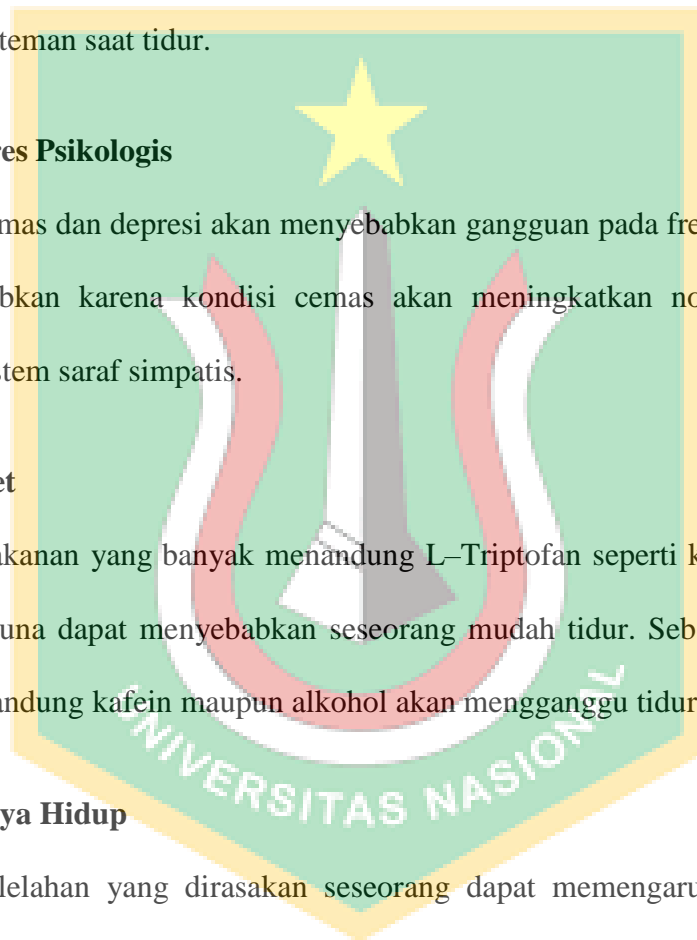 teman saat tidur.
res Psikologis
mas dan depresi akan menyebabkan gangguan pada fre
bkan karena kondisi cemas akan meningkatkan no
stem saraf simpatis.
et
akanan yang banyak menandung L–Triptofan seperti k
una dapat menyebabkan seseorang mudah tidur. Seb
andung kafein maupun alkohol akan mengganggu tidur
ya Hidup
lelahan yang dirasakan seseorang dapat memengaru
UNIVERSITAS NASIONAL